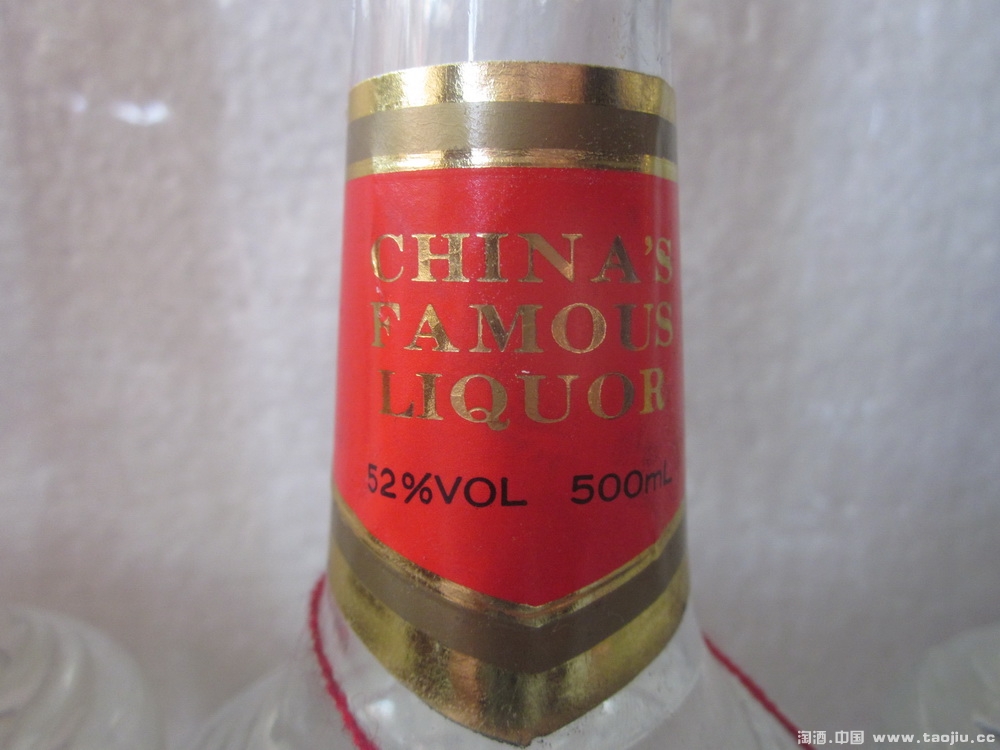 CHINA'S
FAMOUS
LIQUOR
52%VOL 500mL
淘酒.中国 www.taojiu.cc